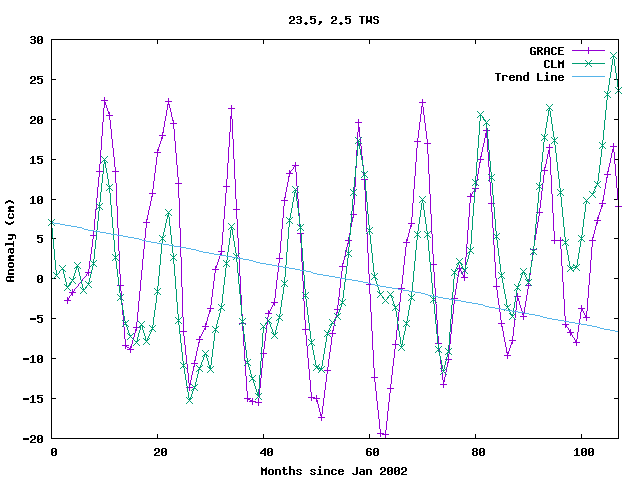 23.5, 2.5 TWS
GRACE
CLM
Trend Line
30
25
20
15
10
5
0
-5
-10
-15
-20
Anomaly (cm)
0 20 40 60 80 100
Months since Jan 2002